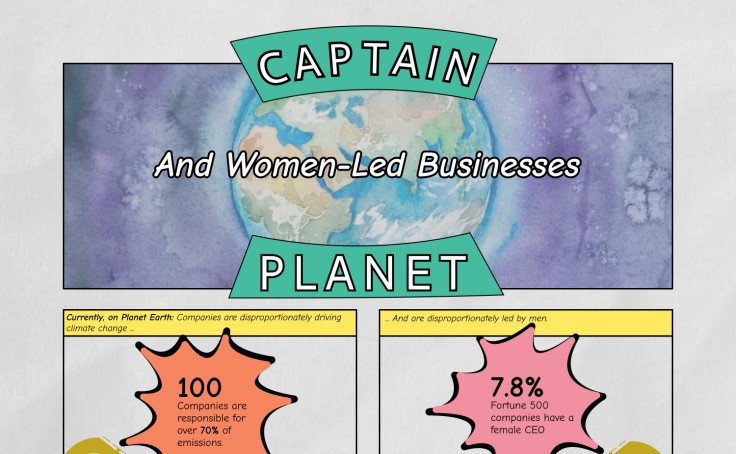 CAPTAIN
And Women-Led Businesses
PLANET
Currently, on Planet Earth: Companies are disproportionately driving
climate change ..
.. And are disproportionately led by men.
100
Companies are
responsible for
over 70% of
emissions.
7.8%
Fortune 500
companies have a
female CEO